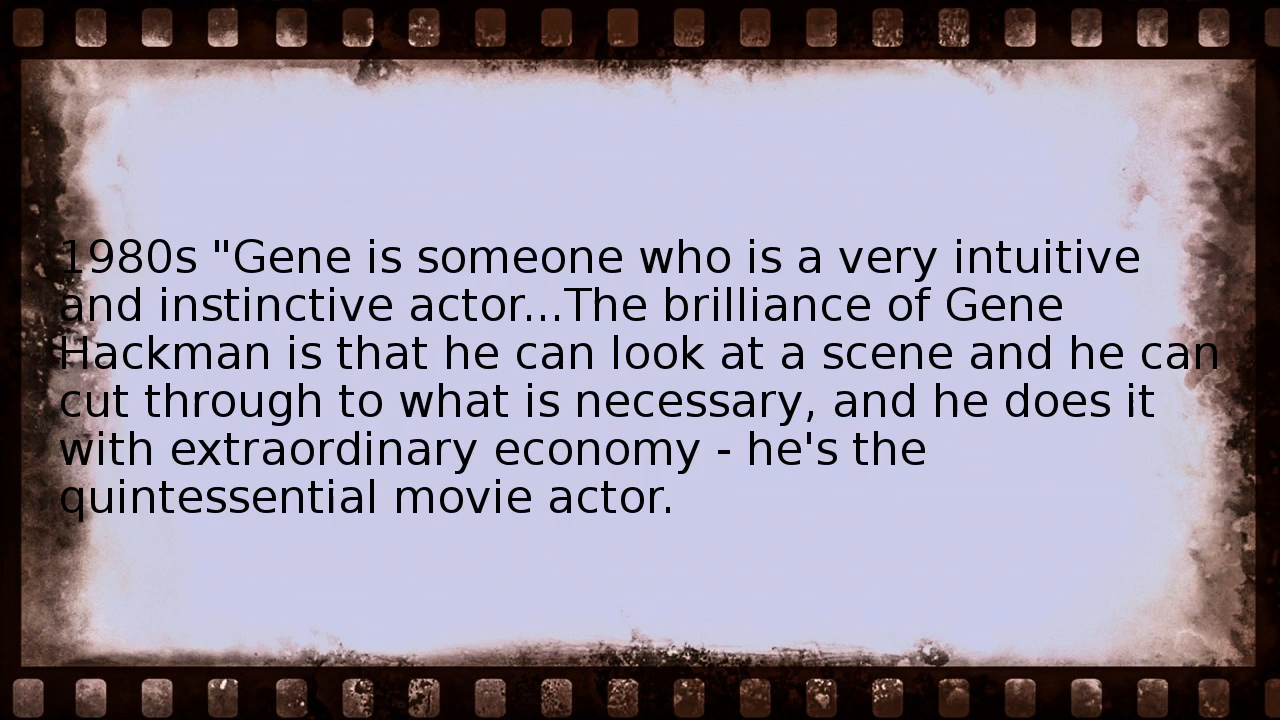 1980s "Gene is someone who is a very intuitive
and instinctive actor...The brilliance of Gene
Hackman is that he can look at a scene and he can
cut through to what is necessary, and he does it
with extraordinary economy - he's the
quintessential movie actor.